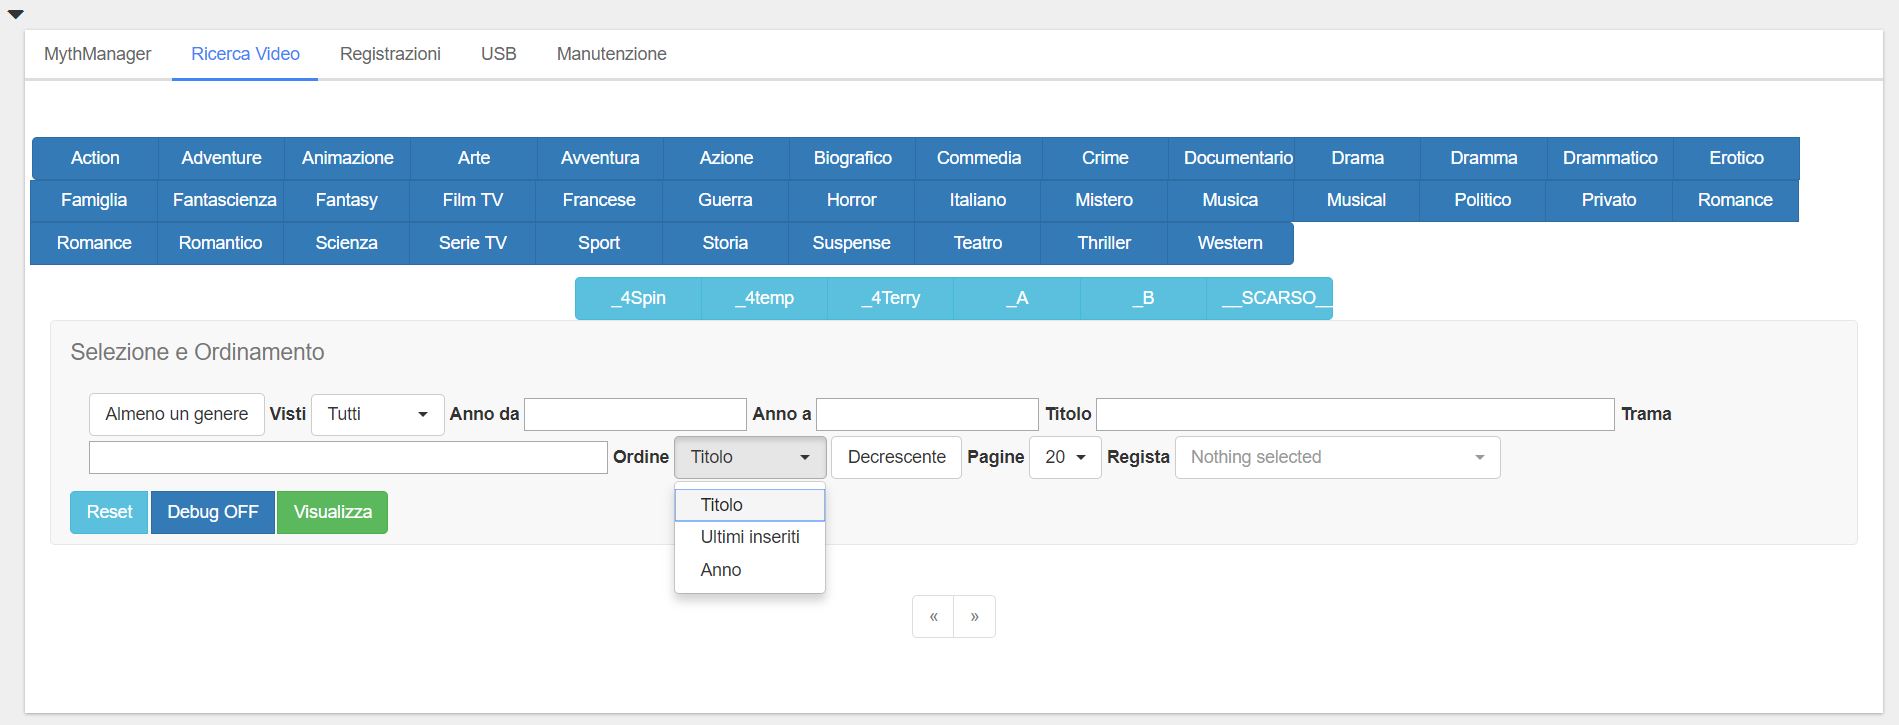 MythManager Ricerca Video Registrazioni USB Manutenzione
Action Adventure Animazione Arte Avventura Azione Biografico Commedia Crime Documentario Drama Dramma Drammatico Erotico
Famiglia Fantascienza Fantasy Film TV Francese Guerra Horror Italiano Mistero Musica Musical Politico Privato Romance
Romance Romantico Scienza Serie TV Sport Storia Suspense Teatro Thriller Western
_4Spin _4temp _4Terry _A _B __SCARSO__
Selezione e Ordinamento
Almeno un genere Visti Tutti Anno da Anno a Titolo Trama
Ordine Titolo Decrescente Pagine 20 Regista Nothing selected
Reset Debug OFF Visualizza
Titolo
Ultimi inseriti
Anno
« »